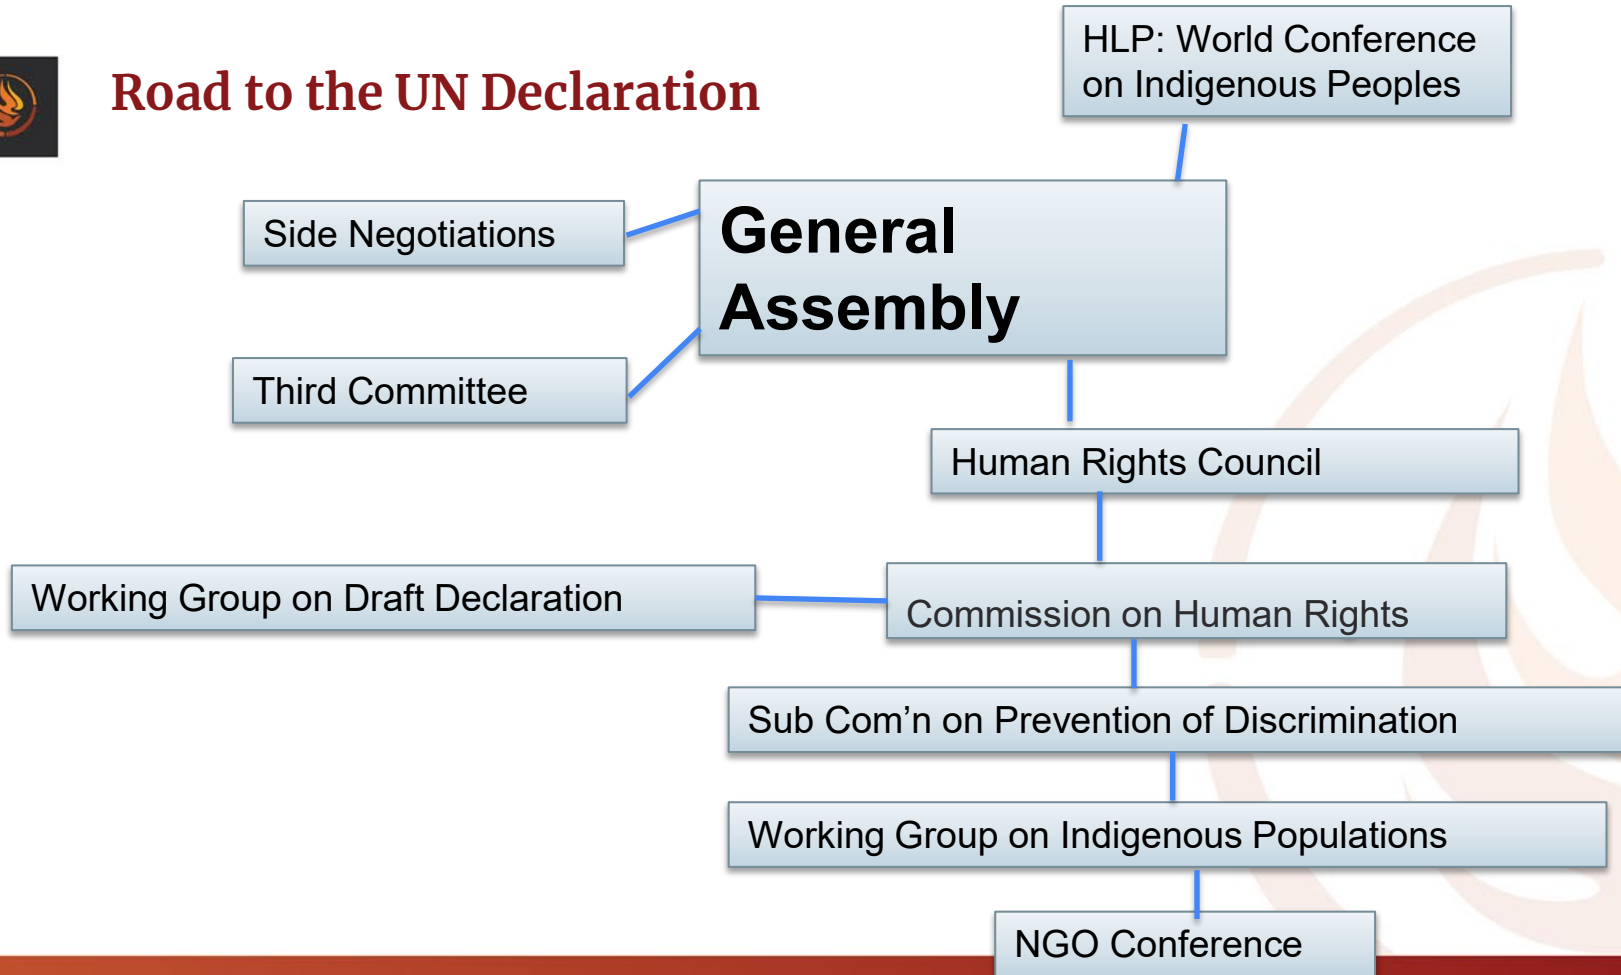 HLP: World Conference
on Indigenous Peoples
Road to the UN Declaration
Side Negotiations
General
Assembly
Third Committee
Human Rights Council
Working Group on Draft Declaration
Commission on Human Rights
Sub Com’n on Prevention of Discrimination
Working Group on Indigenous Populations
NGO Conference